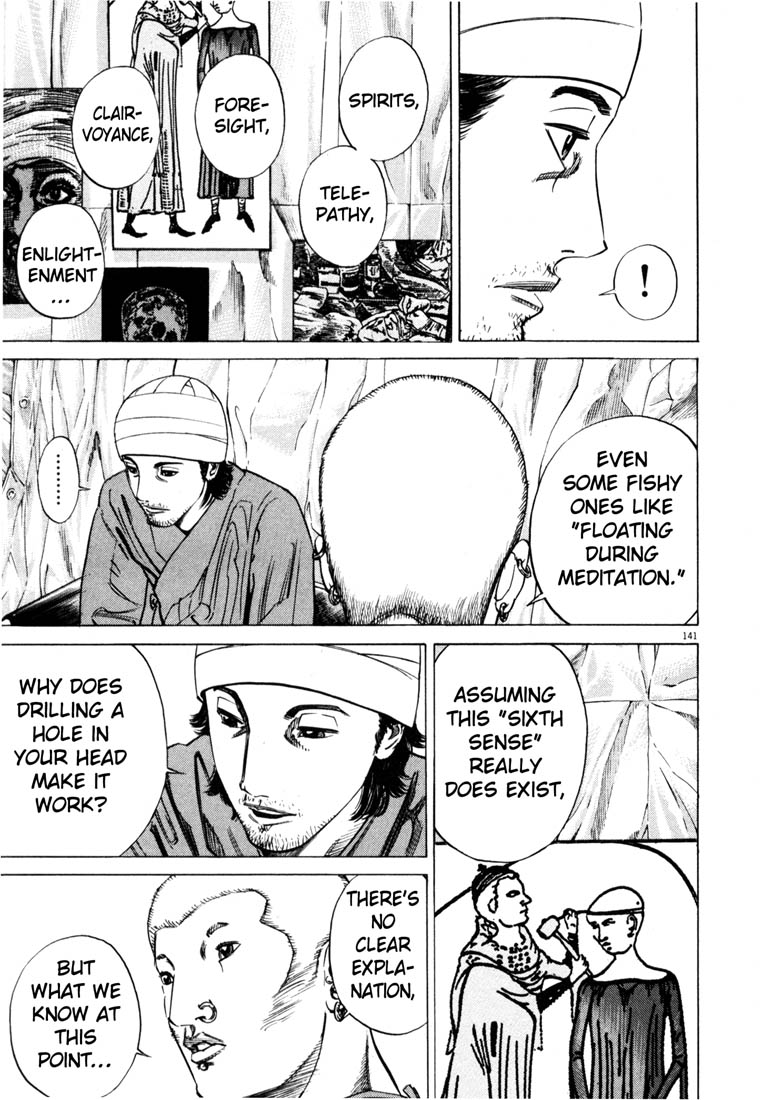 !
SPIRITS,
TELE-
PATHY,
FORE-
SIGHT,
CLAIR-
VOYANCE,
ENLIGHT-
ENMENT
...
EVEN
SOME FISHY
ONES LIKE
"FLOATING
DURING
MEDITATION."
........
141
ASSUMING
THIS "SIXTH
SENSE"
REALLY
DOES EXIST,
WHY DOES
DRILLING A
HOLE IN
YOUR HEAD
MAKE IT
WORK?
THERE'S
NO
CLEAR
EXPLA-
NATION,
BUT
WHAT WE
KNOW AT
THIS
POINT...